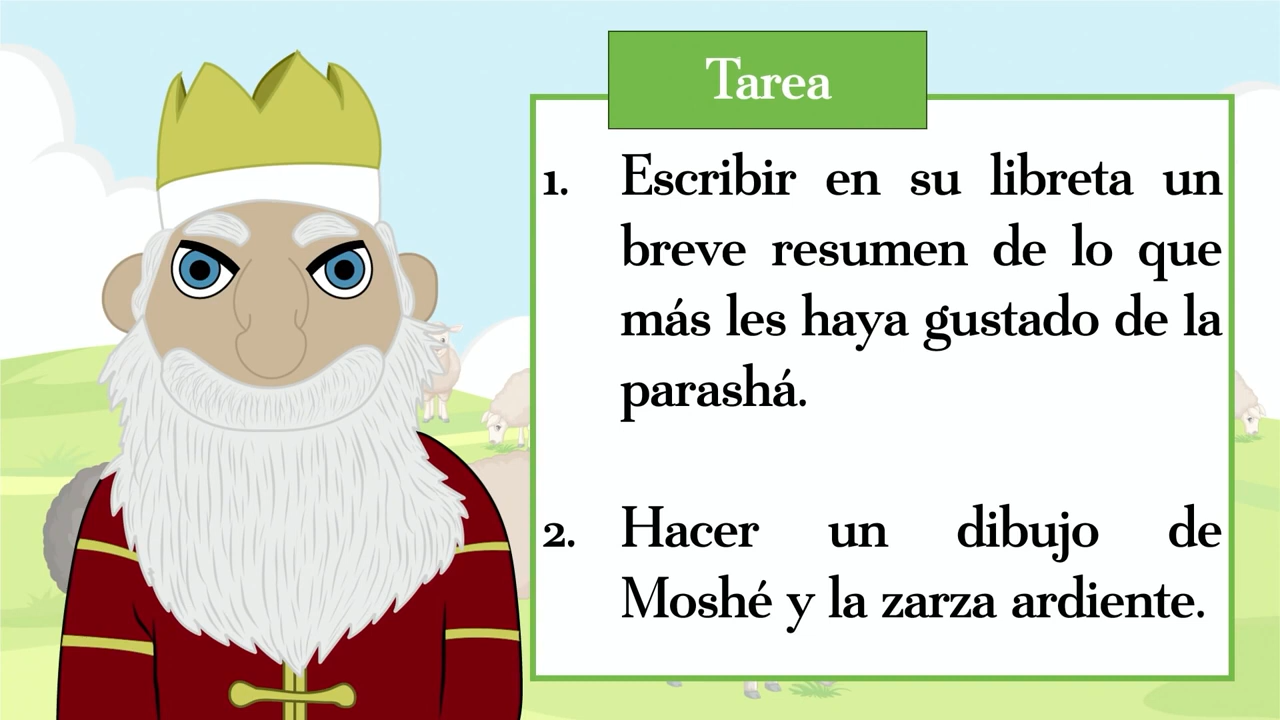 Tarea
1. Escribir en su libreta un
breve resumen de lo que
más les haya gustado de la
parashá.
2. Hacer un dibujo de
Moshé y la zarza ardiente.